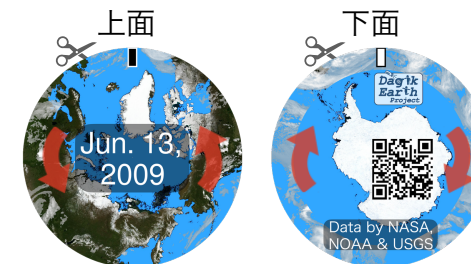 上面
下面
Jun. 13,
2009
Dagik
Earth
Project
Data by NASA,
NOAA & USGS